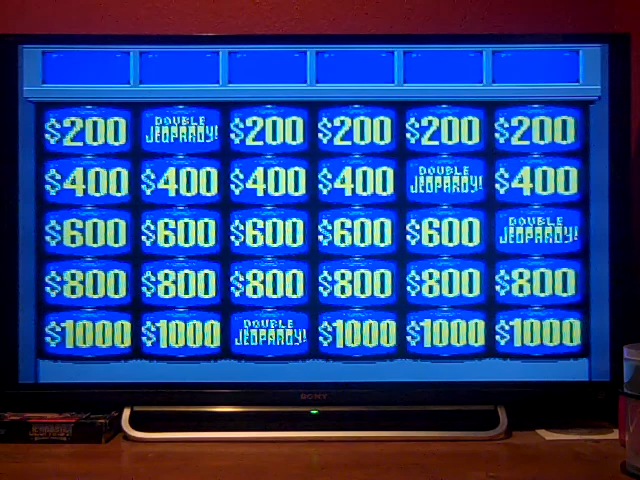 $200 DOUBLE JEOPARDY! $200 $200 $200 $200
$400 $400 $400 $400 DOUBLE JEOPARDY! $400
$600 $600 $600 $600 $600 DOUBLE JEOPARDY!
$800 $800 $800 $800 $800 $800
$1000 $1000 DOUBLE JEOPARDY! $1000 $1000 $1000
SONY
JEOPARDY!